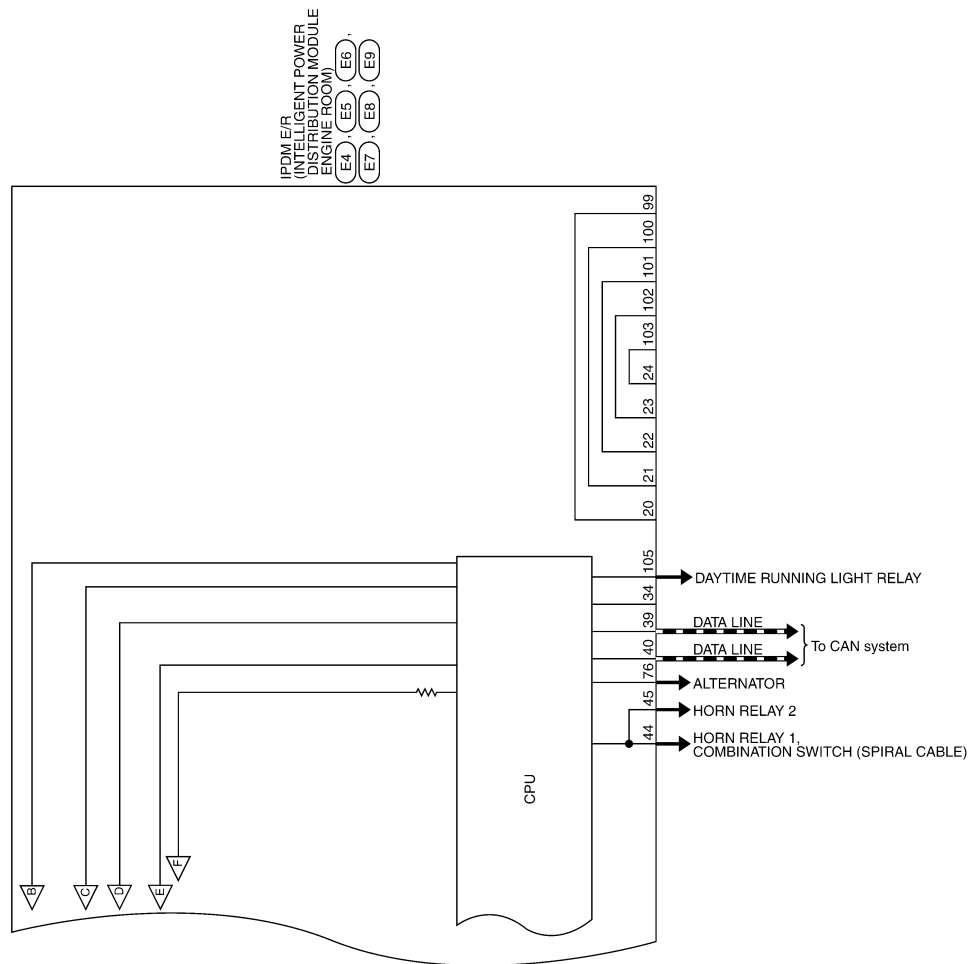 IPDM E/R
(INTELLIGENT POWER
DISTRIBUTION MODULE
ENGINE ROOM)
E4 , E5 , E6 ,
E7 , E8 , E9
99
100
101
102
103
24
23
22
21
20
105
DAYTIME RUNNING LIGHT RELAY
34
39
DATA LINE
40
DATA LINE
To CAN system
76
ALTERNATOR
45
HORN RELAY 2
44
HORN RELAY 1,
COMBINATION SWITCH (SPIRAL CABLE)
CPU
B
C
D
E
F